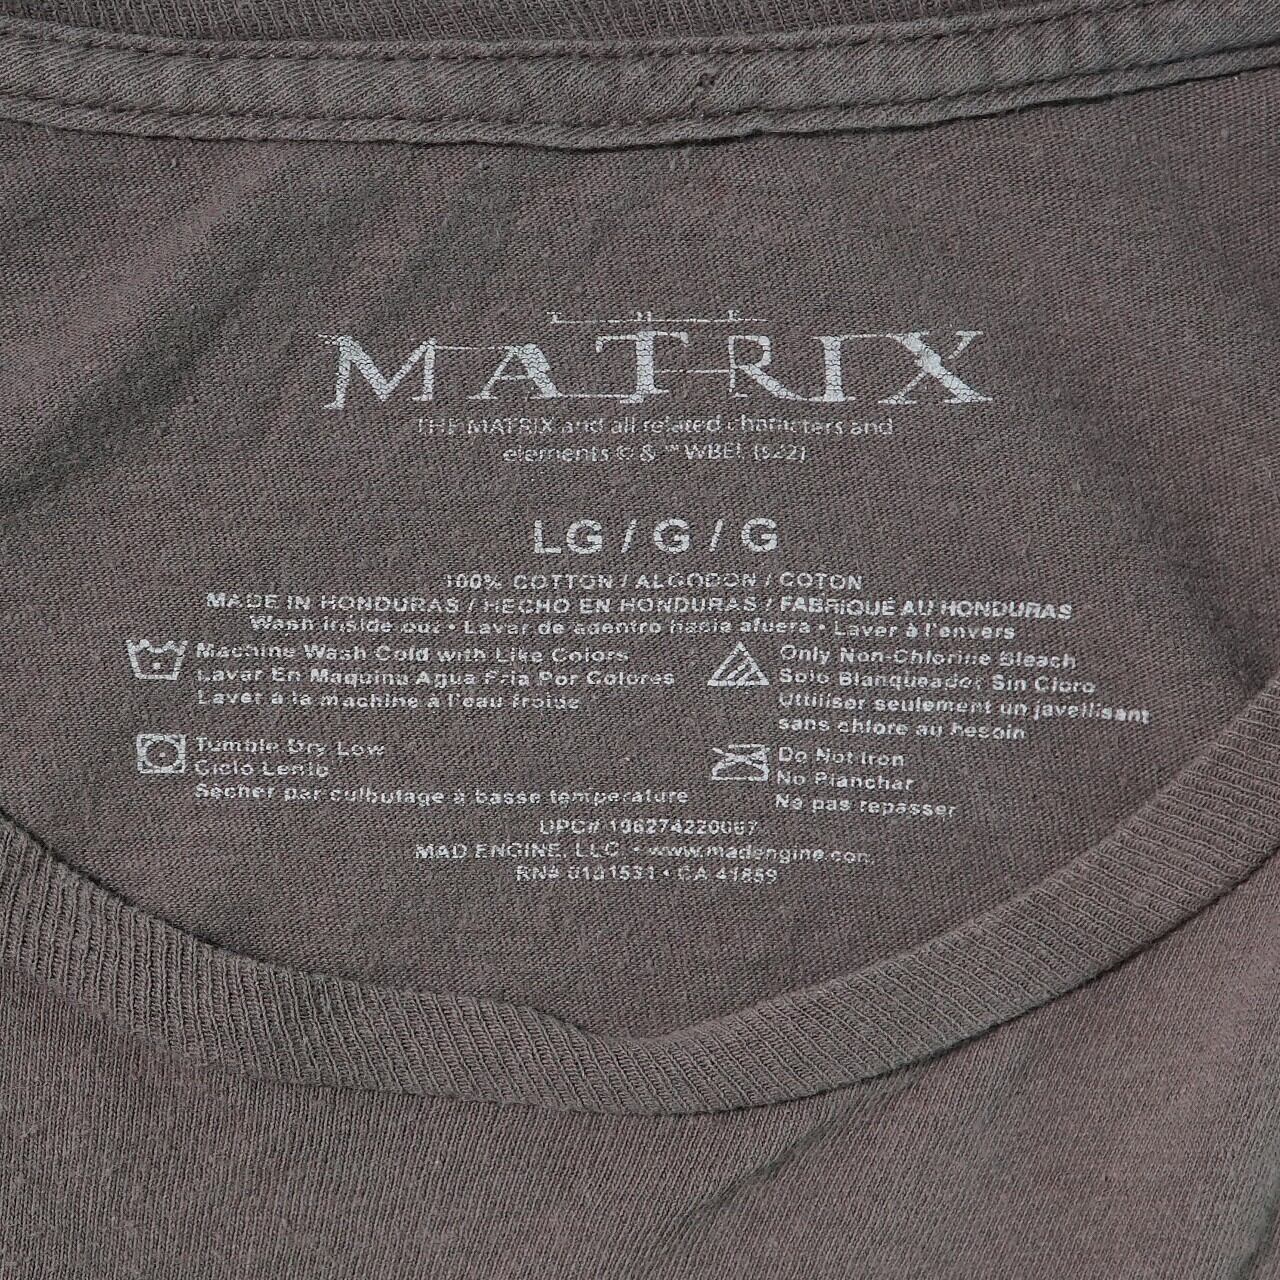 THE
MATRIX
THE MATRIX and all related characters and
elements © & ™ WBEI. (s22)
LG / G / G
100% COTTON / ALGODON / COTON
MADE IN HONDURAS / HECHO EN HONDURAS / FABRIQUÉ AU HONDURAS
Wash inside out • Lavar de adentro hacia afuera • Laver à l'envers
Machine Wash Cold with Like Colors
Lavar En Maquina Agua Fria Por Colores
Laver à la machine à l'eau froide
Only Non-Chlorine Bleach
Solo Blanqueador Sin Cloro
Utiliser seulement un javellisant
sans chlore au besoin
Tumble Dry Low
Ciclo Lento
Sécher par culbutage à basse température
Do Not Iron
No Planchar
Ne pas repasser
UPC#
MAD ENGINE, LLC. • www.madengine.com
RN# • CA 41859